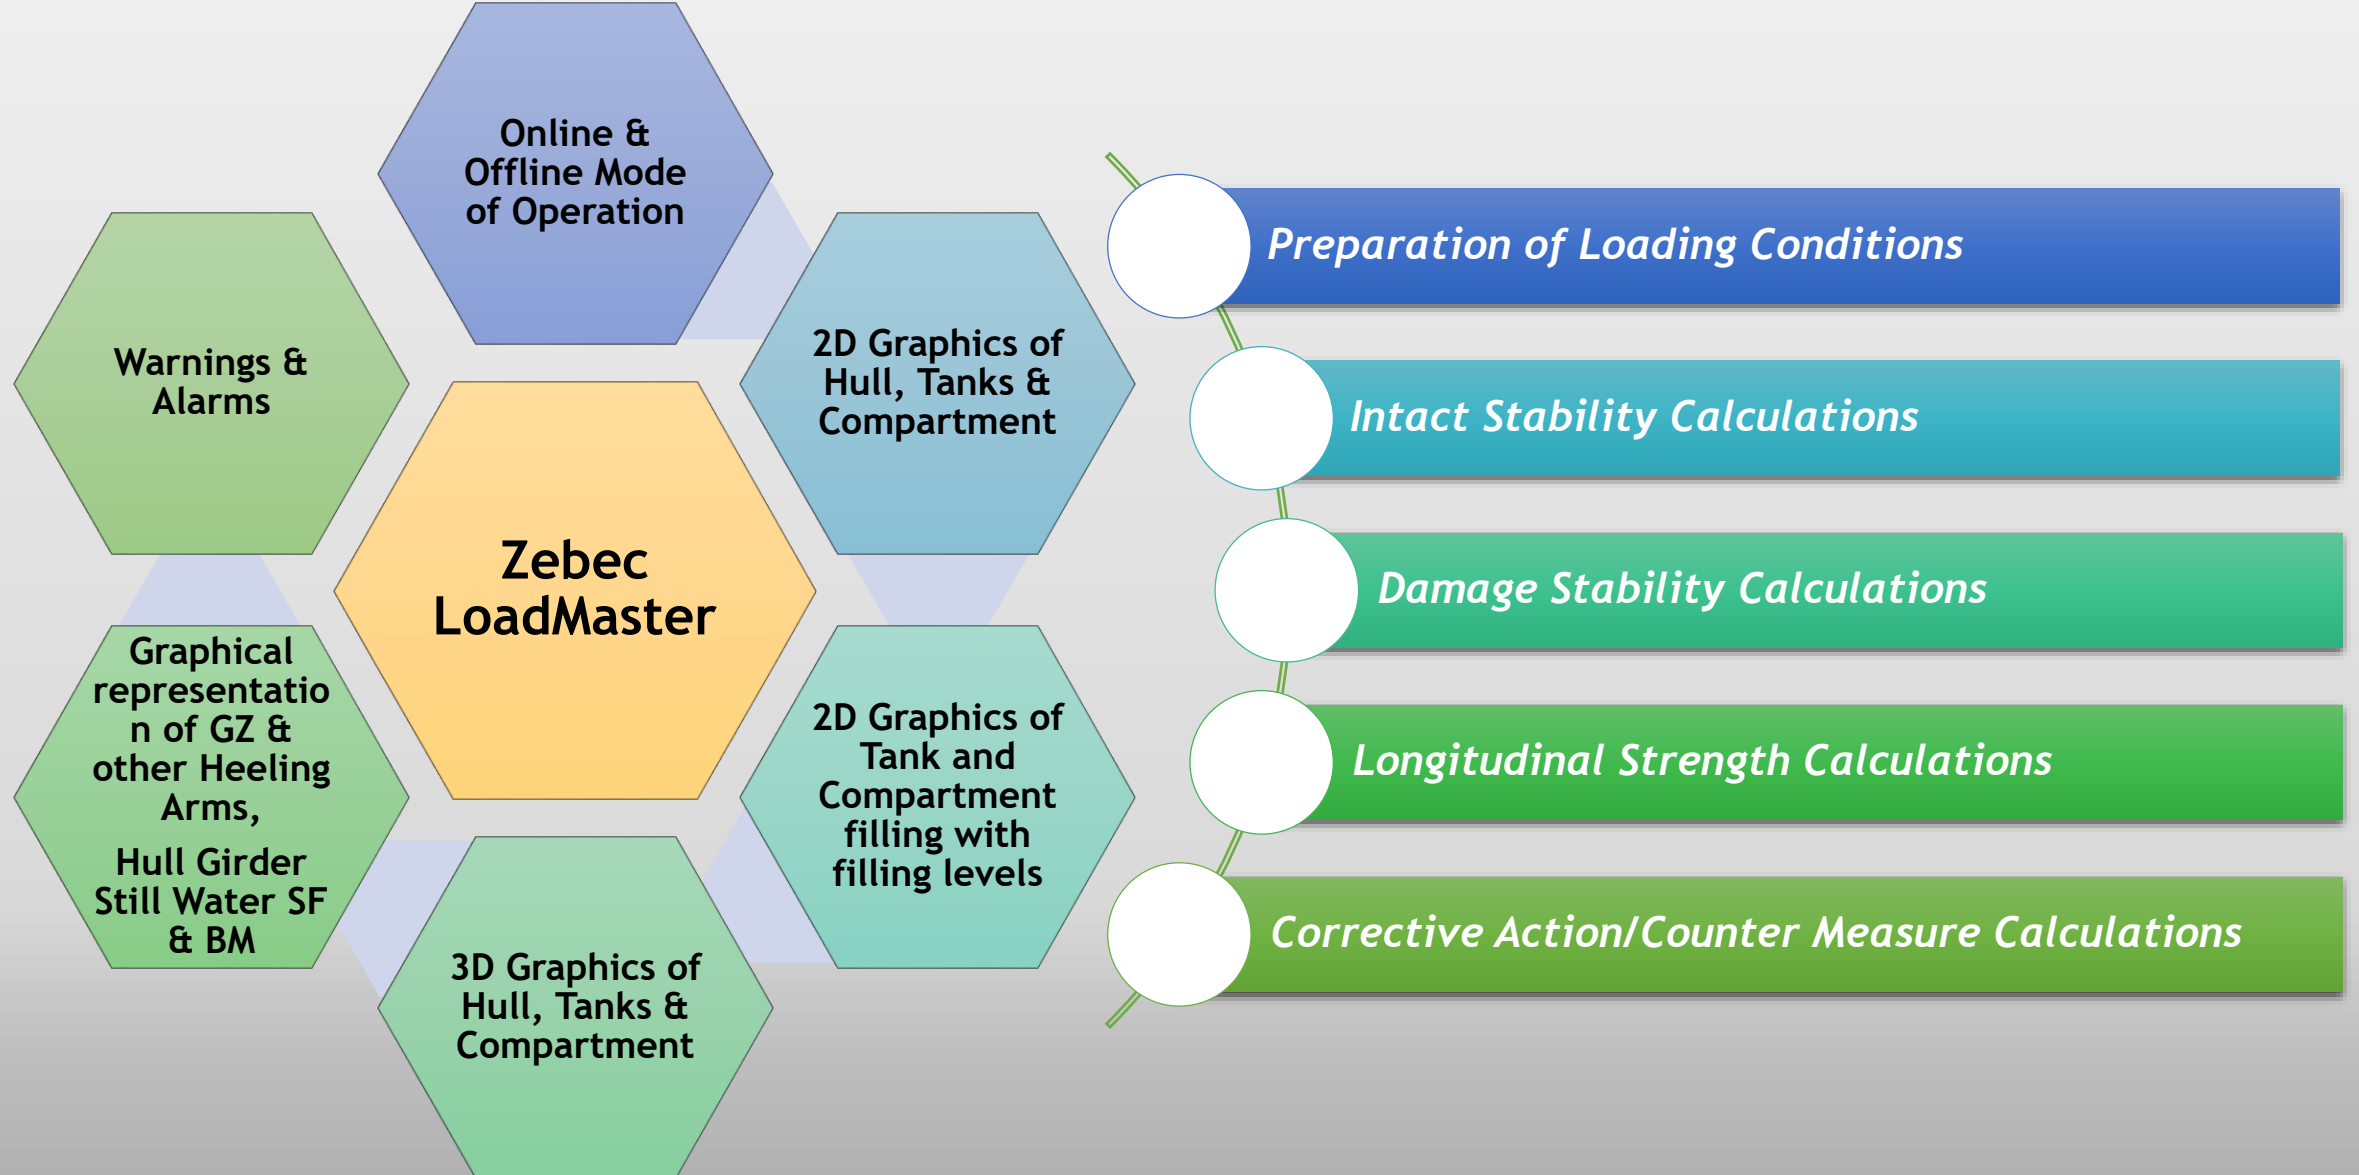 Online &
Offline Mode
of Operation
2D Graphics of
Hull, Tanks &
Compartment
2D Graphics of
Tank and
Compartment
filling with
filling levels
3D Graphics of
Hull, Tanks &
Compartment
Graphical
representatio
n of GZ &
other Heeling
Arms,
Hull Girder
Still Water SF
& BM
Warnings &
Alarms
Zebec
LoadMaster
Preparation of Loading Conditions
Intact Stability Calculations
Damage Stability Calculations
Longitudinal Strength Calculations
Corrective Action/Counter Measure Calculations